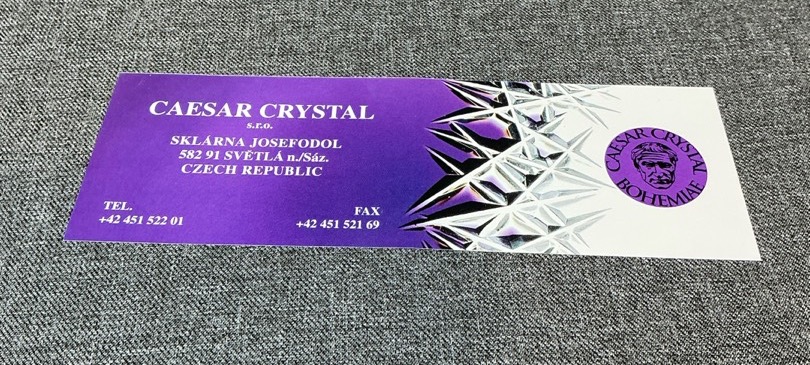 CAESAR CRYSTAL
s.r.o.
SKLÁRNA JOSEFODOL
582 91 SVĚTLÁ n./Sáz.
CZECH REPUBLIC
TEL.
+42 451 522 01
FAX
+42 451 521 69
CAESAR CRYSTAL
BOHEMIAE